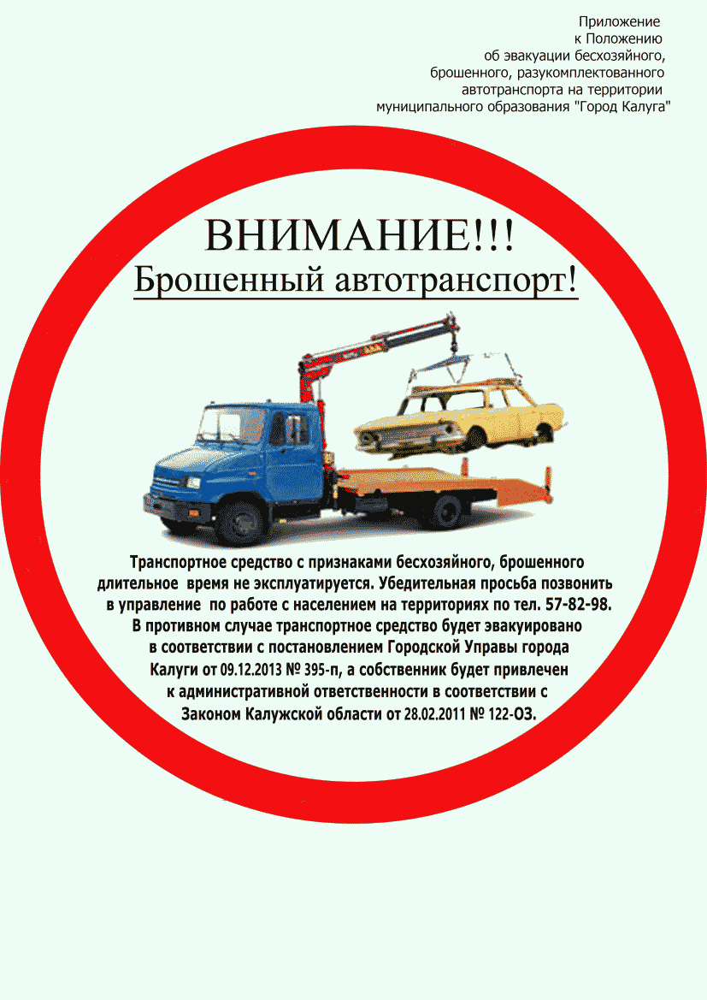 Приложение
к Положению
об эвакуации бесхозяйного,
брошенного, разукомплектованного
автотранспорта на территории
муниципального образования "Город Калуга"
ВНИМАНИЕ!!!
Брошенный автотранспорт!
Транспортное средство с признаками бесхозяйного, брошенного
длительное время не эксплуатируется. Убедительная просьба позвонить
в управление по работе с населением на территориях по тел. 57-82-98.
В противном случае транспортное средство будет эвакуировано
в соответствии с постановлением Городской Управы города
Калуги от 09.12.2013 № 395-п, а собственник будет привлечен
к административной ответственности в соответствии с
Законом Калужской области от 28.02.2011 № 122-ОЗ.